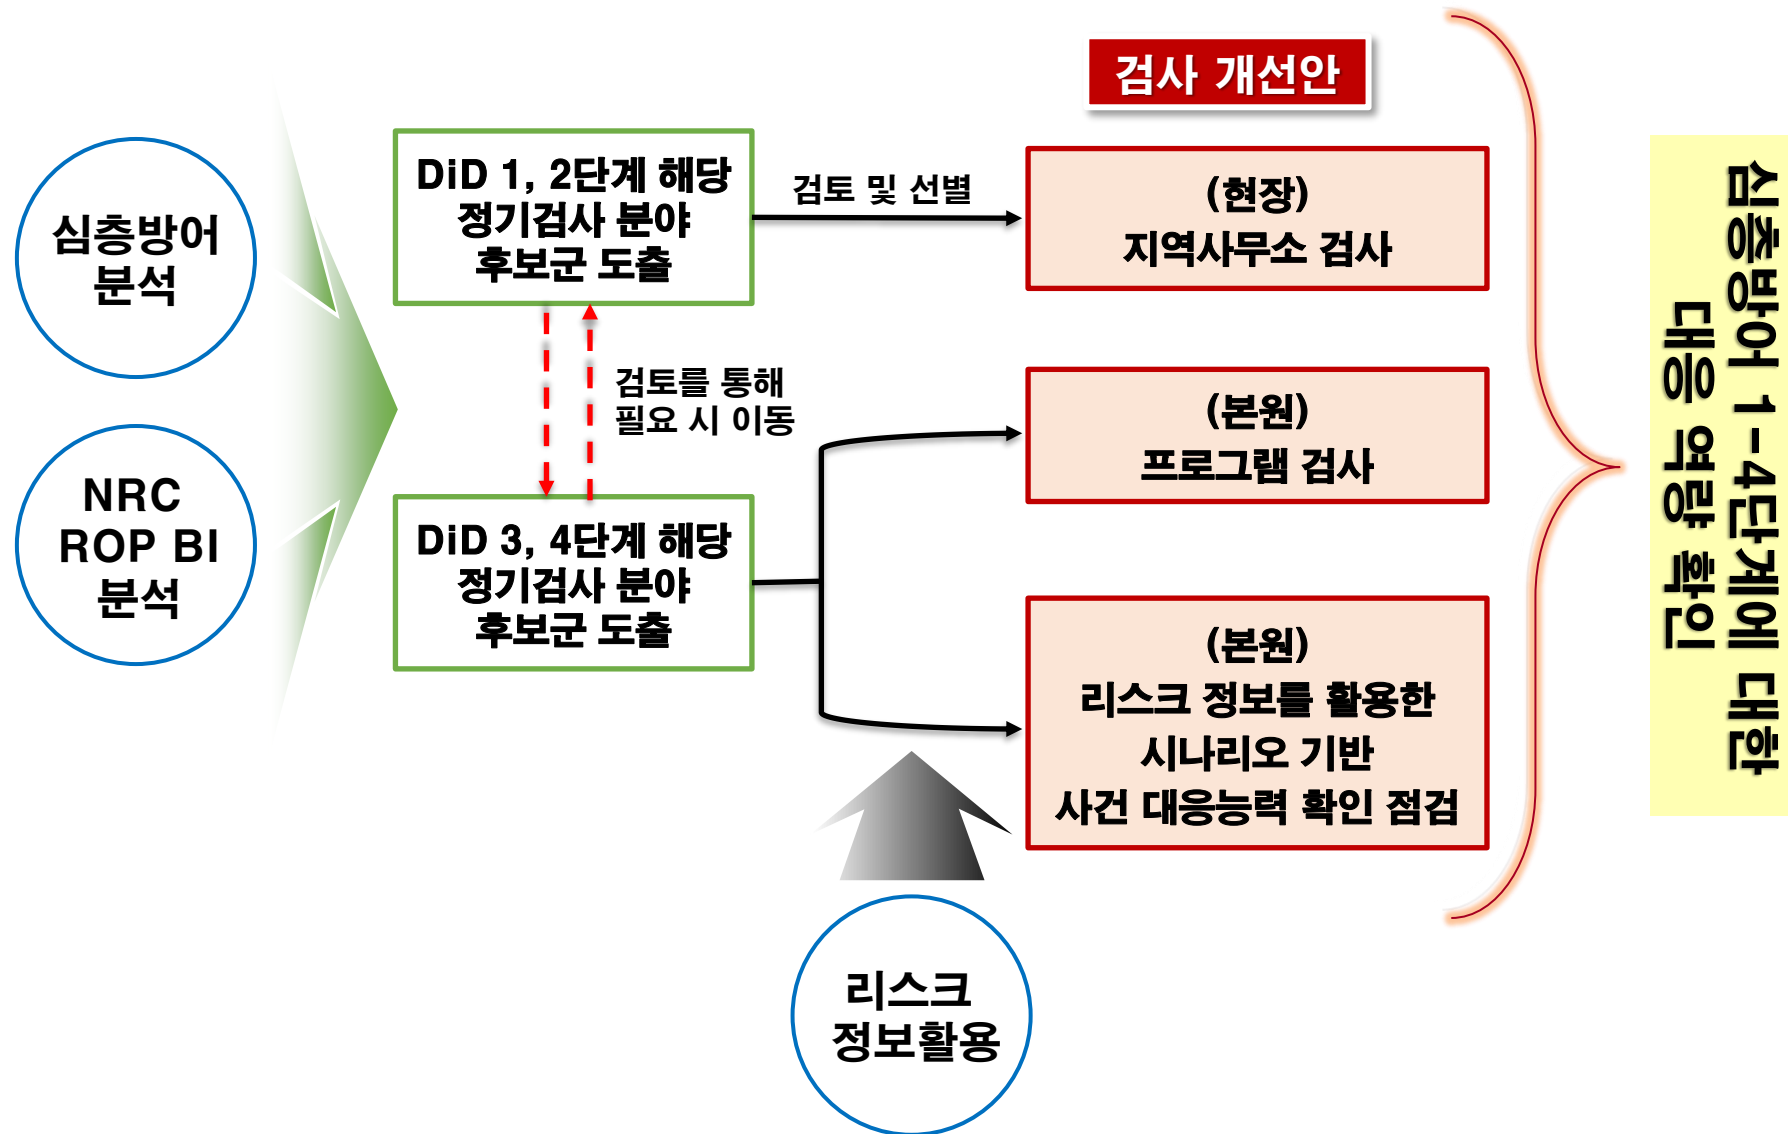 검사 개선안
심층방어
분석
NRC
ROP BI
분석
DiD 1, 2단계 해당
정기검사 분야
후보군 도출
검토 및 선별
(현장)
지역사무소 검사
검토를 통해
필요 시 이동
DiD 3, 4단계 해당
정기검사 분야
후보군 도출
(본원)
프로그램 검사
(본원)
리스크 정보를 활용한
시나리오 기반
사건 대응능력 확인 점검
리스크
정보활용
심층방어 1-4단계에 대한
대응 역량 확인